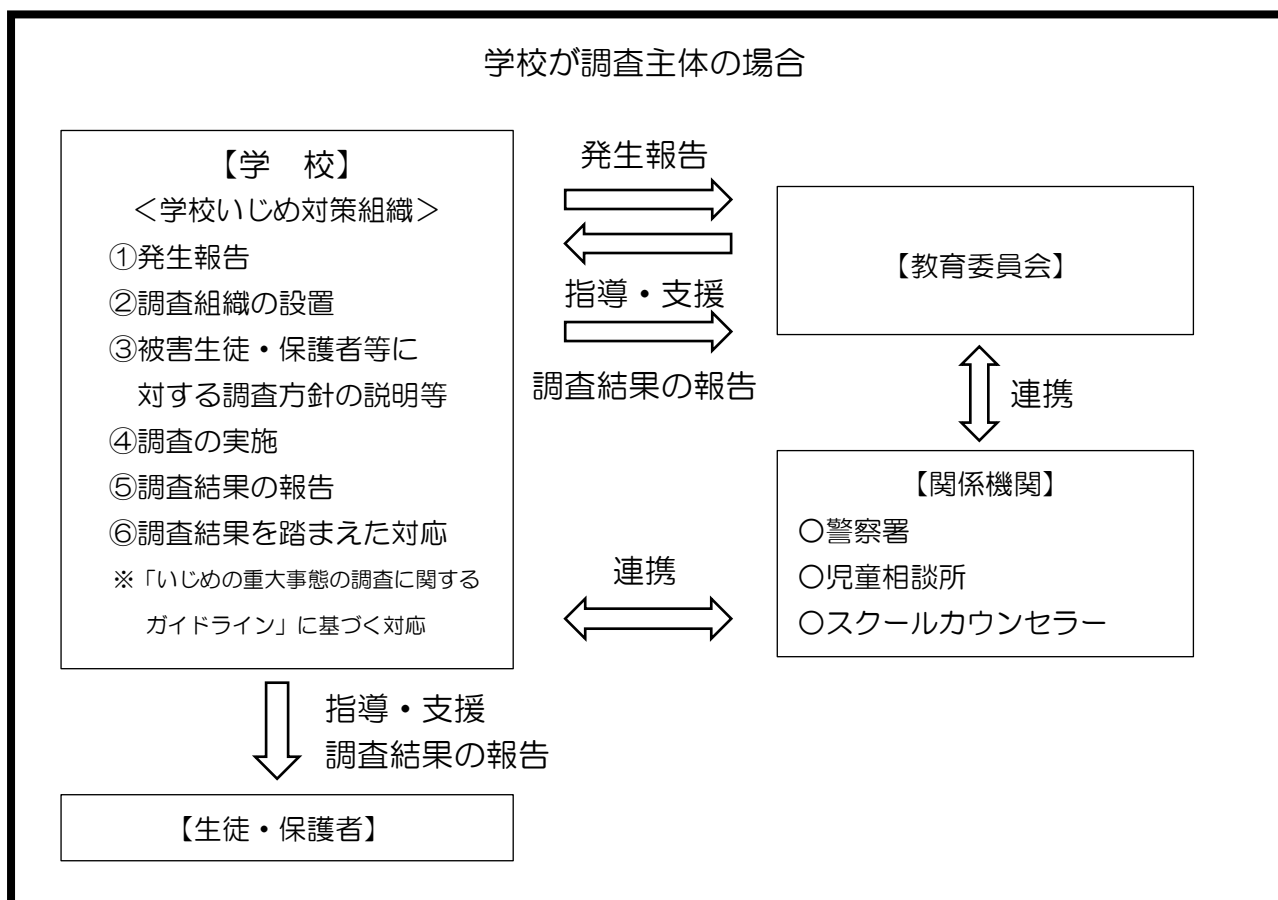 学校が調査主体の場合
【学　校】
＜学校いじめ対策組織＞
①発生報告
②調査組織の設置
③被害生徒・保護者等に
対する調査方針の説明等
④調査の実施
⑤調査結果の報告
⑥調査結果を踏まえた対応
※「いじめの重大事態の調査に関する
ガイドライン」に基づく対応
発生報告
指導・支援
調査結果の報告
【教育委員会】
連携
【関係機関】
〇警察署
〇児童相談所
〇スクールカウンセラー
連携
指導・支援
調査結果の報告
【生徒・保護者】